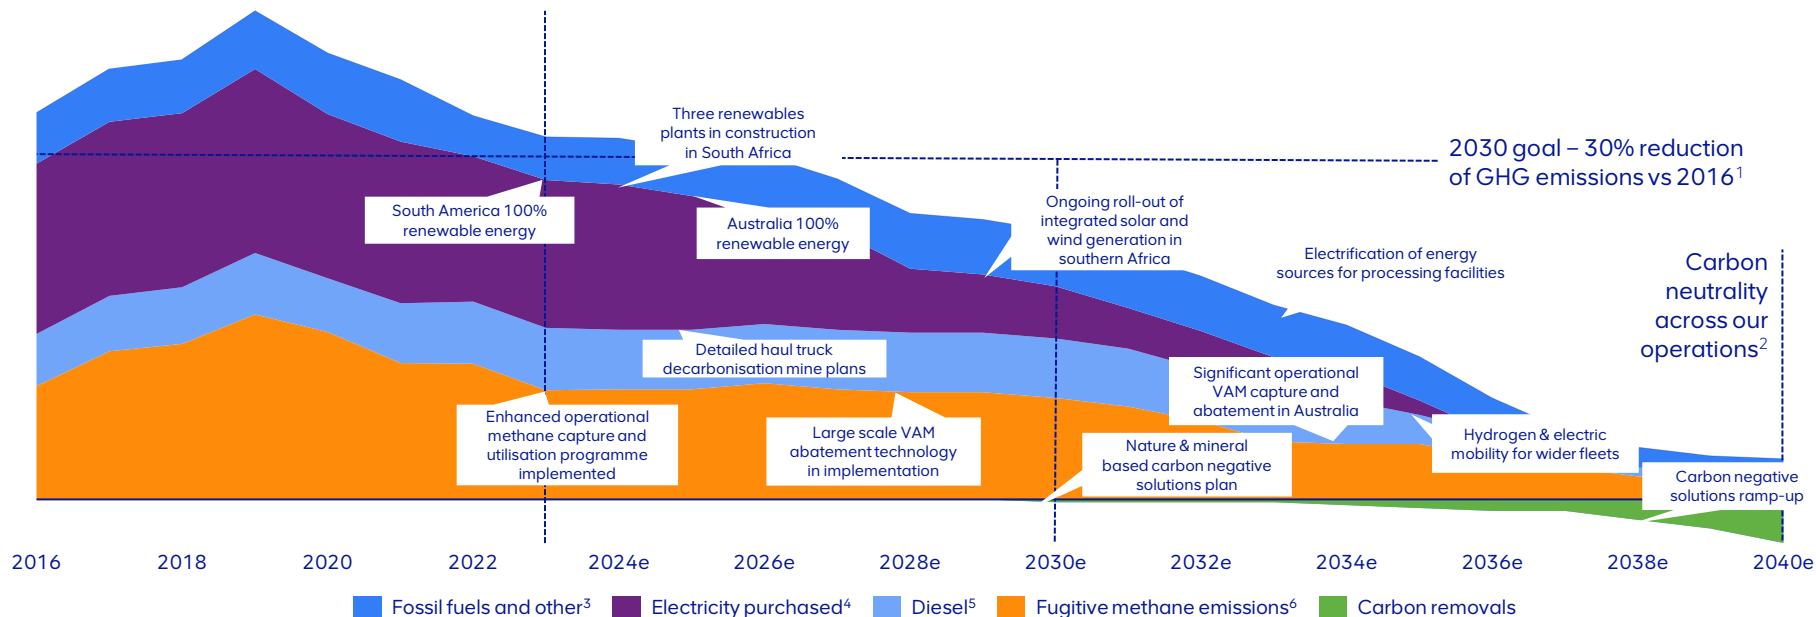 Three renewables
plants in construction
in South Africa
2030 goal – 30% reduction
of GHG emissions vs 2016¹
South America 100%
renewable energy
Australia 100%
renewable energy
Ongoing roll-out of
integrated solar and
wind generation in
southern Africa
Electrification of energy
sources for processing facilities
Carbon
neutrality
across our
operations²
Detailed haul truck
decarbonisation mine plans
Significant operational
VAM capture and
abatement in Australia
Enhanced operational
methane capture and
utilisation programme
implemented
Large scale VAM
abatement technology
in implementation
Nature & mineral
based carbon negative
solutions plan
Hydrogen & electric
mobility for wider fleets
Carbon negative
solutions ramp-up
2016 2018 2020 2022 2024e 2026e 2028e 2030e 2032e 2034e 2036e 2038e 2040e
Fossil fuels and other³ Electricity purchased⁴ Diesel⁵ Fugitive methane emissions⁶ Carbon removals